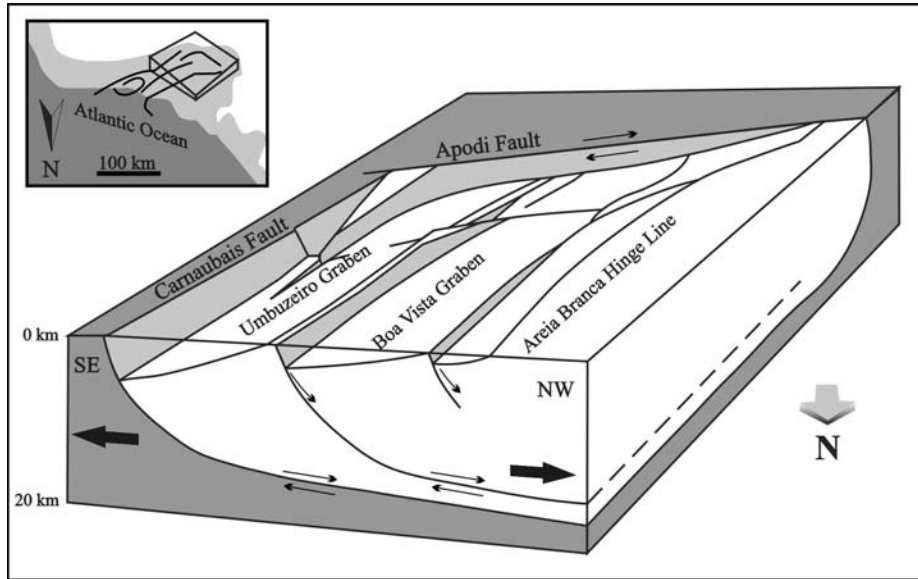 Atlantic Ocean
N
100 km
Apodi Fault
Carnaubais Fault
Umbuzeiro Graben
Boa Vista Graben
Areia Branca Hinge Line
0 km
SE
NW
N
20 km